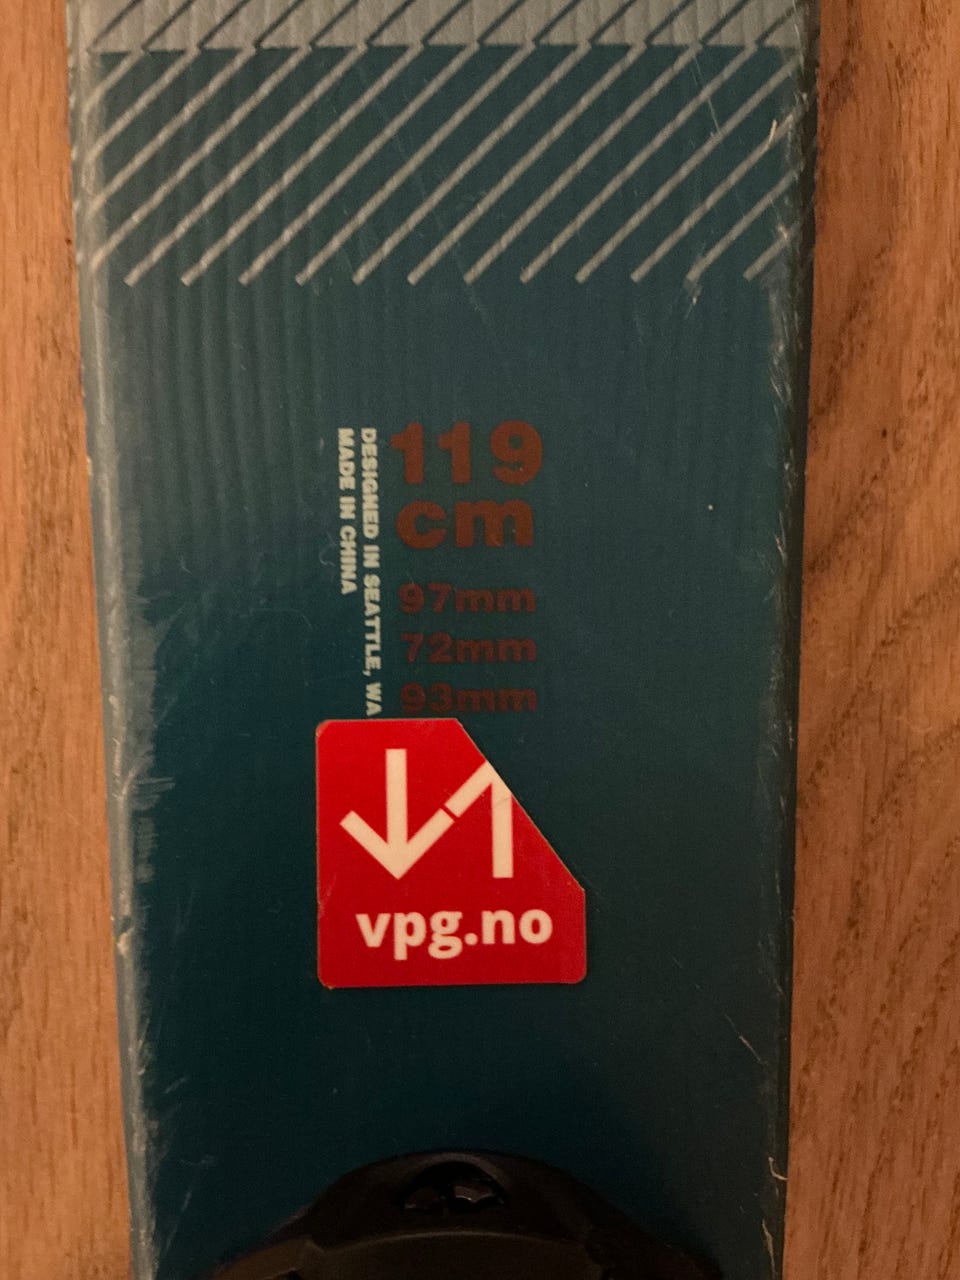 119
cm
97mm
72mm
93mm
DESIGNED IN SEATTLE, WA
MADE IN CHINA
vpg.no